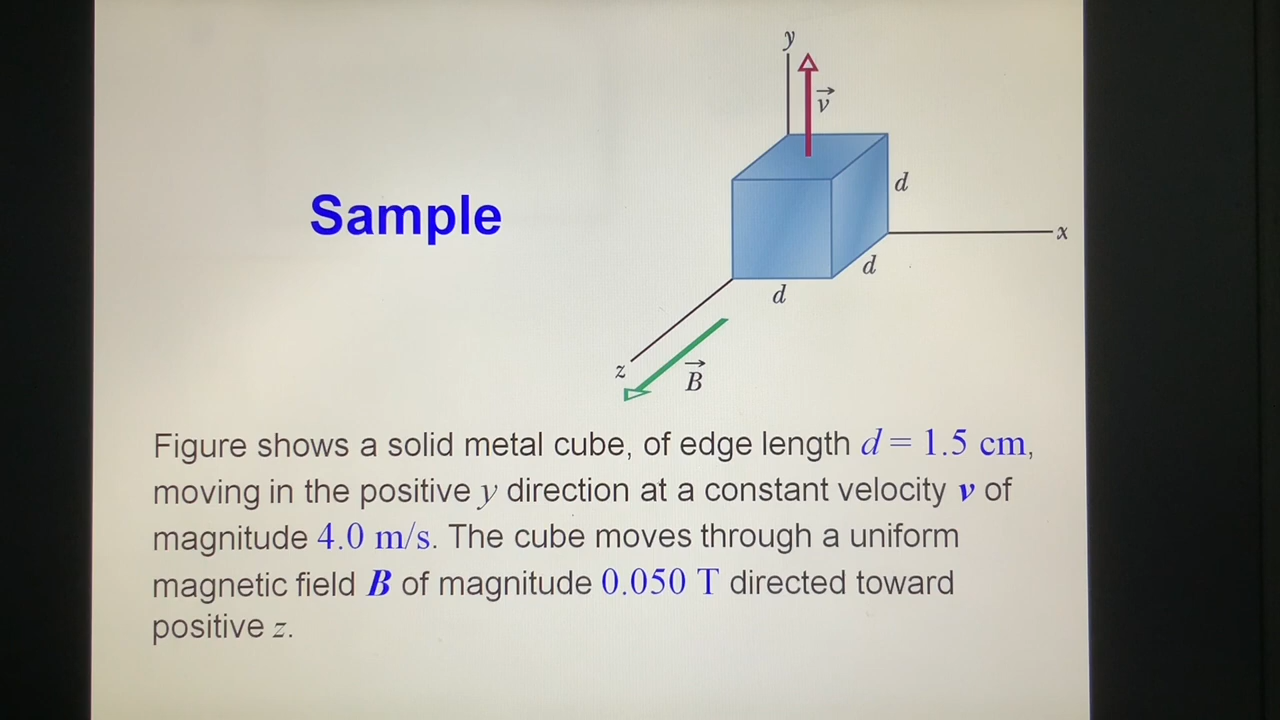 y
v
d
Sample
x
d
d
z
B
Figure shows a solid metal cube, of edge length d = 1.5 cm,
moving in the positive y direction at a constant velocity v of
magnitude 4.0 m/s. The cube moves through a uniform
magnetic field B of magnitude 0.050 T directed toward
positive z.